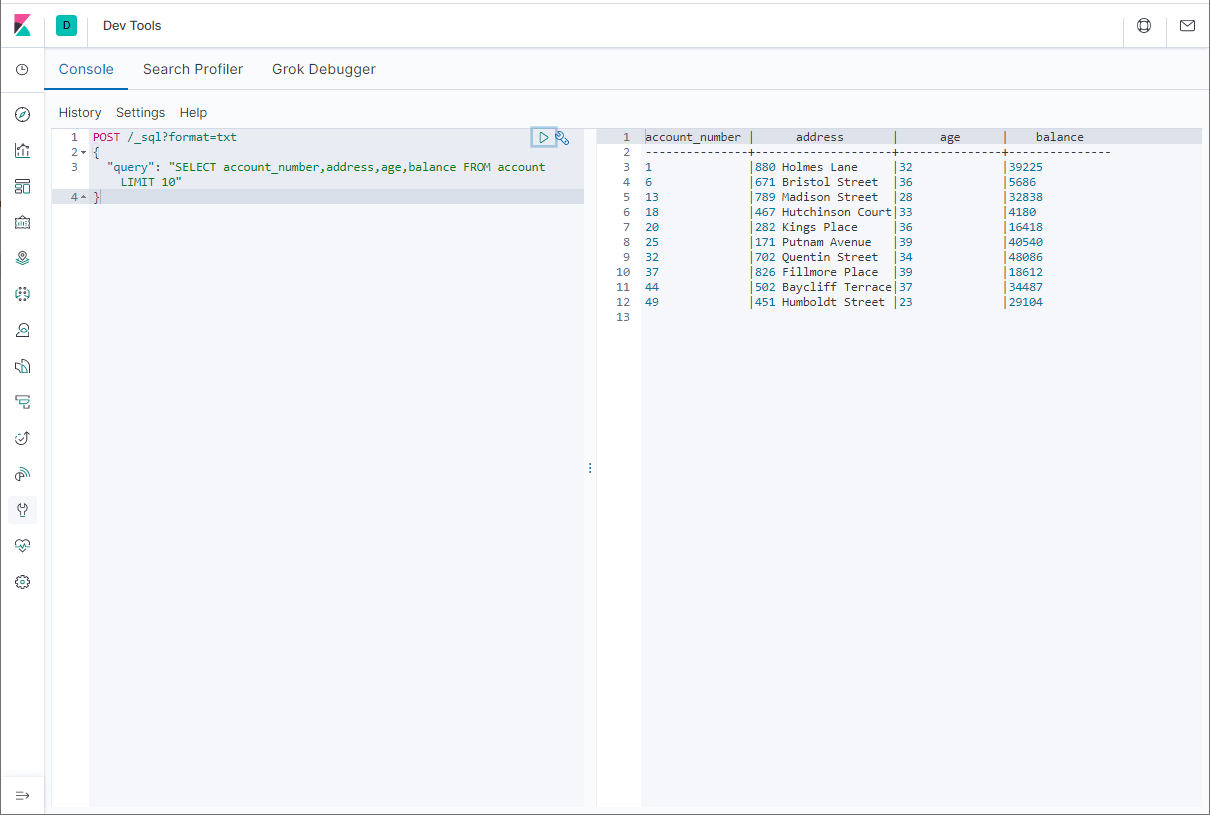 D Dev Tools
Console Search Profiler Grok Debugger
History Settings Help
1 POST /_sql?format=txt
2 {
3 "query": "SELECT account_number,address,age,balance FROM account
LIMIT 10"
4 }
1 account_number | address | age | balance
2 ---------------+--------------------+---------------+---------------
3 1 |880 Holmes Lane |32 |39225
4 6 |671 Bristol Street |36 |5686
5 13 |789 Madison Street |28 |32838
6 18 |467 Hutchinson Court|33 |4180
7 20 |282 Kings Place |36 |16418
8 25 |171 Putnam Avenue |39 |40540
9 32 |702 Quentin Street |34 |48086
10 37 |826 Fillmore Place |39 |18612
11 44 |502 Baycliff Terrace|37 |34487
12 49 |451 Humboldt Street |23 |29104
13